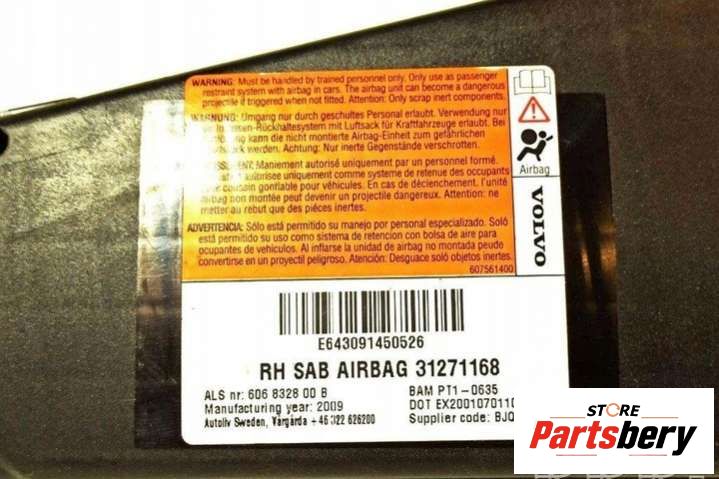 WARNING: Must be handled by trained personnel only. Only use as passenger
restraint system with airbag in cars. The airbag unit can become a dangerous
projectile if triggered when not fitted. Attention: Only scrap inert components.
WARNUNG: Umgang nur durch geschultes Personal erlaubt. Verwendung nur
-Rückhaltesystem mit Luftsack für Kraftfahrzeuge erlaubt. Bei
kann die nicht montierte Airbag-Einheit zum gefährlichen
werden. Achtung: Nur inerte Gegenstände verschrotten.
Maniement autorisé uniquement par un personnel formé.
uniquement comme systeme de retenue des occupants
coussin gonflable pour véhicules. En cas de déclenchement, l'unité
airbag non montée peut devenir un projectile dangereux. Attention: ne
mettre au rebut que des pièces inertes.
ADVERTENCIA: Sólo está permitido su manejo por personal especializado. Soló
está permitido su uso como sistema de retención con bolsa de aire para
ocupantes de vehículos. Al inflarse la unidad de airbag no montada peude
convertirse en un proyectil peligroso. Atención: Desguace soló objetos inertes.
607561400
Airbag
VOLVO
E643091450526
RH SAB AIRBAG 31271168
ALS nr: 606 8328 00 B
BAM PT1-0635
Manufacturing year: 2009
DOT EX2001070110
Autoliv Sweden, Vårgårda +46 322 626200
Supplier code: BJQ
STORE
Partsbery